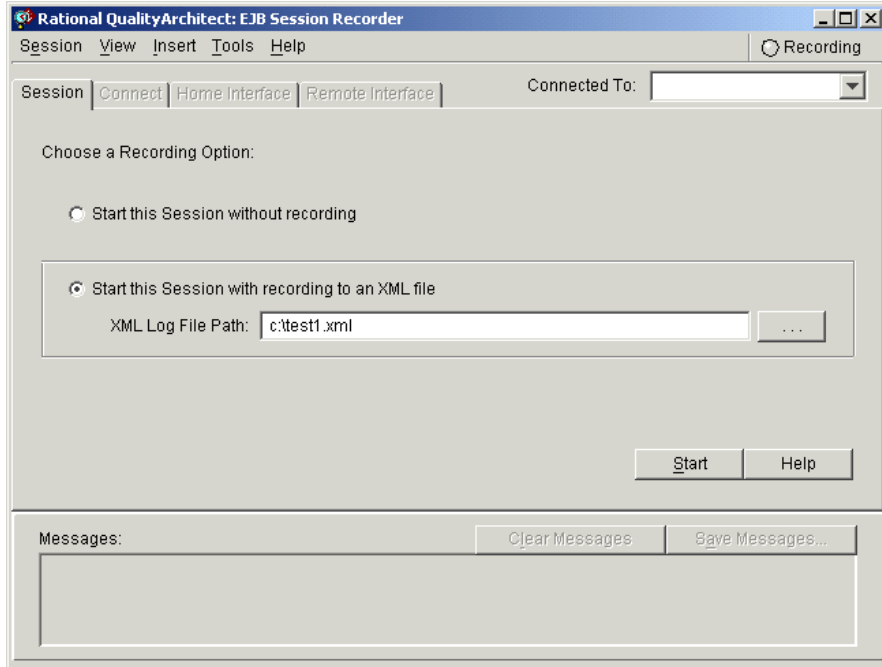 Rational QualityArchitect: EJB Session Recorder
Session View Insert Tools Help Recording
Session Connect Home Interface Remote Interface Connected To:
Choose a Recording Option:
Start this Session without recording
Start this Session with recording to an XML file
XML Log File Path: c:\test1.xml ...
Start Help
Messages: Clear Messages Save Messages...